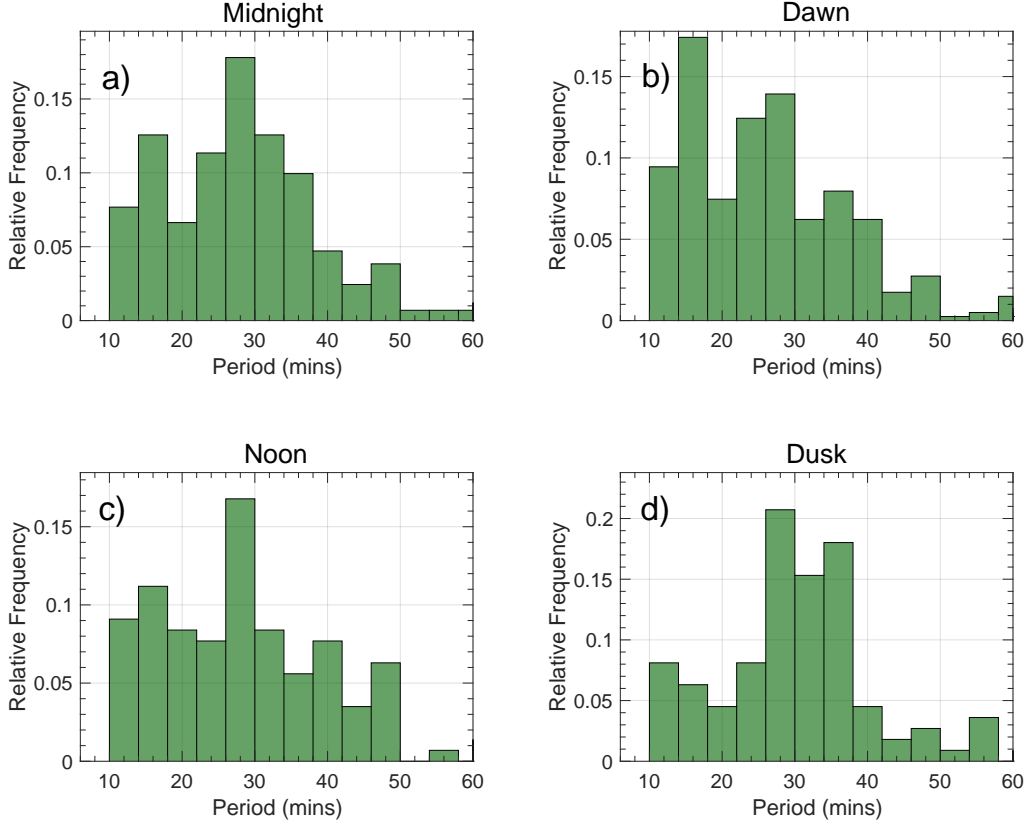 Midnight
a)
Relative Frequency
0.15
0.1
0.05
0
10 20 30 40 50 60
Period (mins)
Dawn
b)
Relative Frequency
0.15
0.1
0.05
0
10 20 30 40 50 60
Period (mins)
Noon
c)
Relative Frequency
0.15
0.1
0.05
0
10 20 30 40 50 60
Period (mins)
Dusk
d)
Relative Frequency
0.2
0.15
0.1
0.05
0
10 20 30 40 50 60
Period (mins)